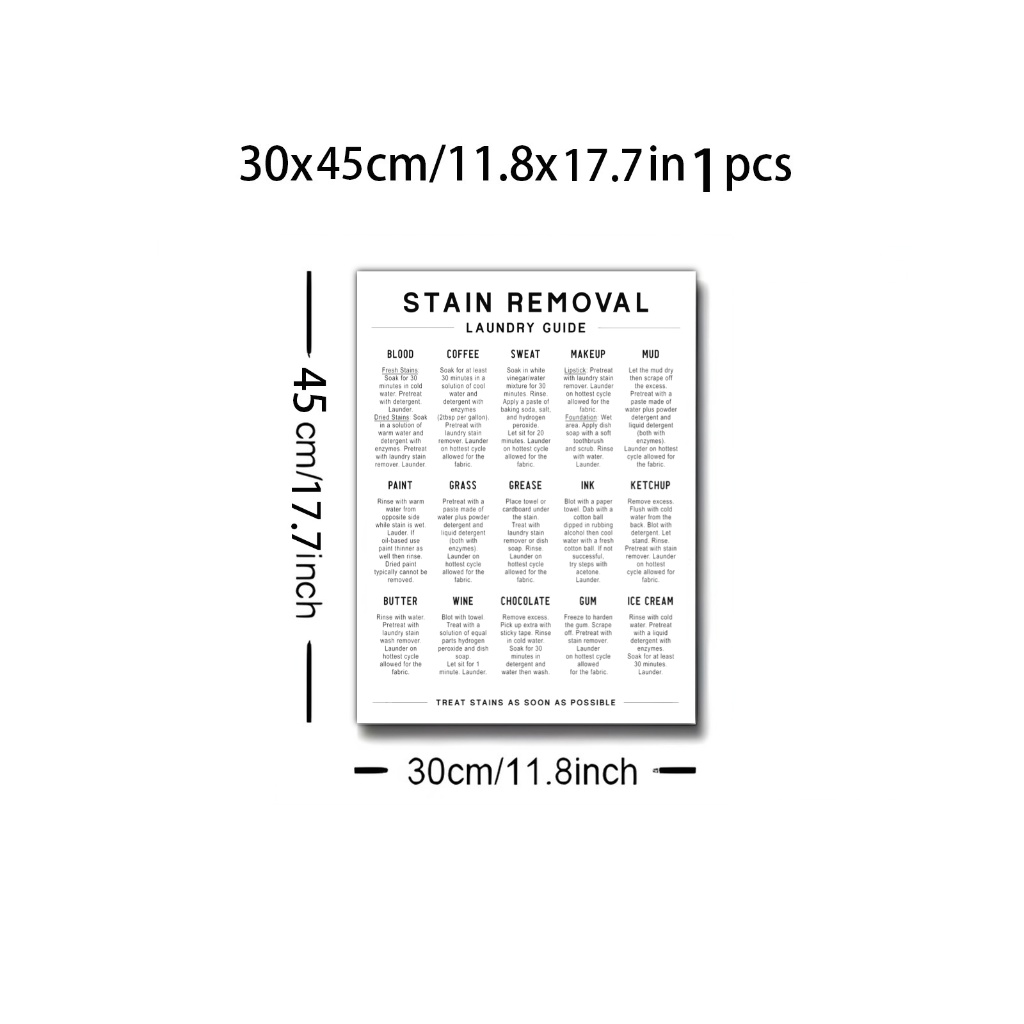 30x45cm/11.8x17.7in 1 pcs
45 cm/17.7inch
STAIN REMOVAL
LAUNDRY GUIDE
BLOOD
Fresh Stains
Soak for 30
minutes in cold
water. Pretreat
with detergent.
Launder.
Dried Stains Soak
in a solution of
warm water and
detergent with
enzymes. Pretreat
with laundry stain
remover. Launder.
COFFEE
Soak for at least
30 minutes in a
solution of cool
water and
detergent with
enzymes
(2tbsp per gallon).
Pretreat with
laundry stain
remover. Launder
on hottest cycle
allowed for the
fabric.
SWEAT
Soak in white
vinegar/water
mixture for 30
minutes. Rinse.
Apply a paste of
baking soda, salt,
and hydrogen
peroxide.
Let sit for 20
minutes. Launder
on hottest cycle
allowed for the
fabric.
MAKEUP
Lipstick Pretreat
with laundry stain
remover. Launder
on hottest cycle
allowed for the
fabric.
Foundation Wet
area. Apply dish
soap with a soft
toothbrush
and scrub. Rinse
with water.
Launder.
MUD
Let the mud dry
then scrape off
the excess.
Pretreat with a
paste made of
water plus powder
detergent and
liquid detergent
(both with
enzymes).
Launder on hottest
cycle allowed for
the fabric.
PAINT
Rinse with warm
water from
opposite side
while stain is wet.
Lauder. If
oil-based use
paint thinner as
well then rinse.
Dried paint
typically cannot be
removed.
GRASS
Pretreat with a
paste made of
water plus powder
detergent and
liquid detergent
(both with
enzymes).
Launder on
hottest cycle
allowed for the
fabric.
GREASE
Place towel or
cardboard under
the stain.
Treat with
laundry stain
remover or dish
soap. Rinse.
Launder on
hottest cycle
allowed for the
fabric.
INK
Blot with a paper
towel. Dab with a
cotton ball
dipped in rubbing
alcohol then cool
water with a fresh
cotton ball. If not
successful,
try steps with
acetone.
Launder.
KETCHUP
Remove excess.
Flush with cold
water from the
back. Blot with
detergent. Let
stand. Rinse.
Pretreat with stain
remover. Launder
on hottest
cycle allowed for
fabric.
BUTTER
Rinse with water.
Pretreat with
laundry stain
wash remover.
Launder on
hottest cycle
allowed for the
fabric.
WINE
Blot with towel
Treat with a
solution of equal
parts hydrogen
peroxide and dish
soap.
Let sit for 1
minute. Launder.
CHOCOLATE
Remove excess.
Pick up extra with
sticky tape. Rinse
in cold water.
Soak for 30
minutes in
detergent and
water then wash.
GUM
Freeze to harden
the gum. Scrape
off. Pretreat with
stain remover.
Launder
on hottest cycle
allowed
for the fabric.
ICE CREAM
Rinse with cold
water. Pretreat
with a liquid
detergent with
enzymes.
Soak for at least
30 minutes.
Launder.
TREAT STAINS AS SOON AS POSSIBLE
30cm/11.8inch